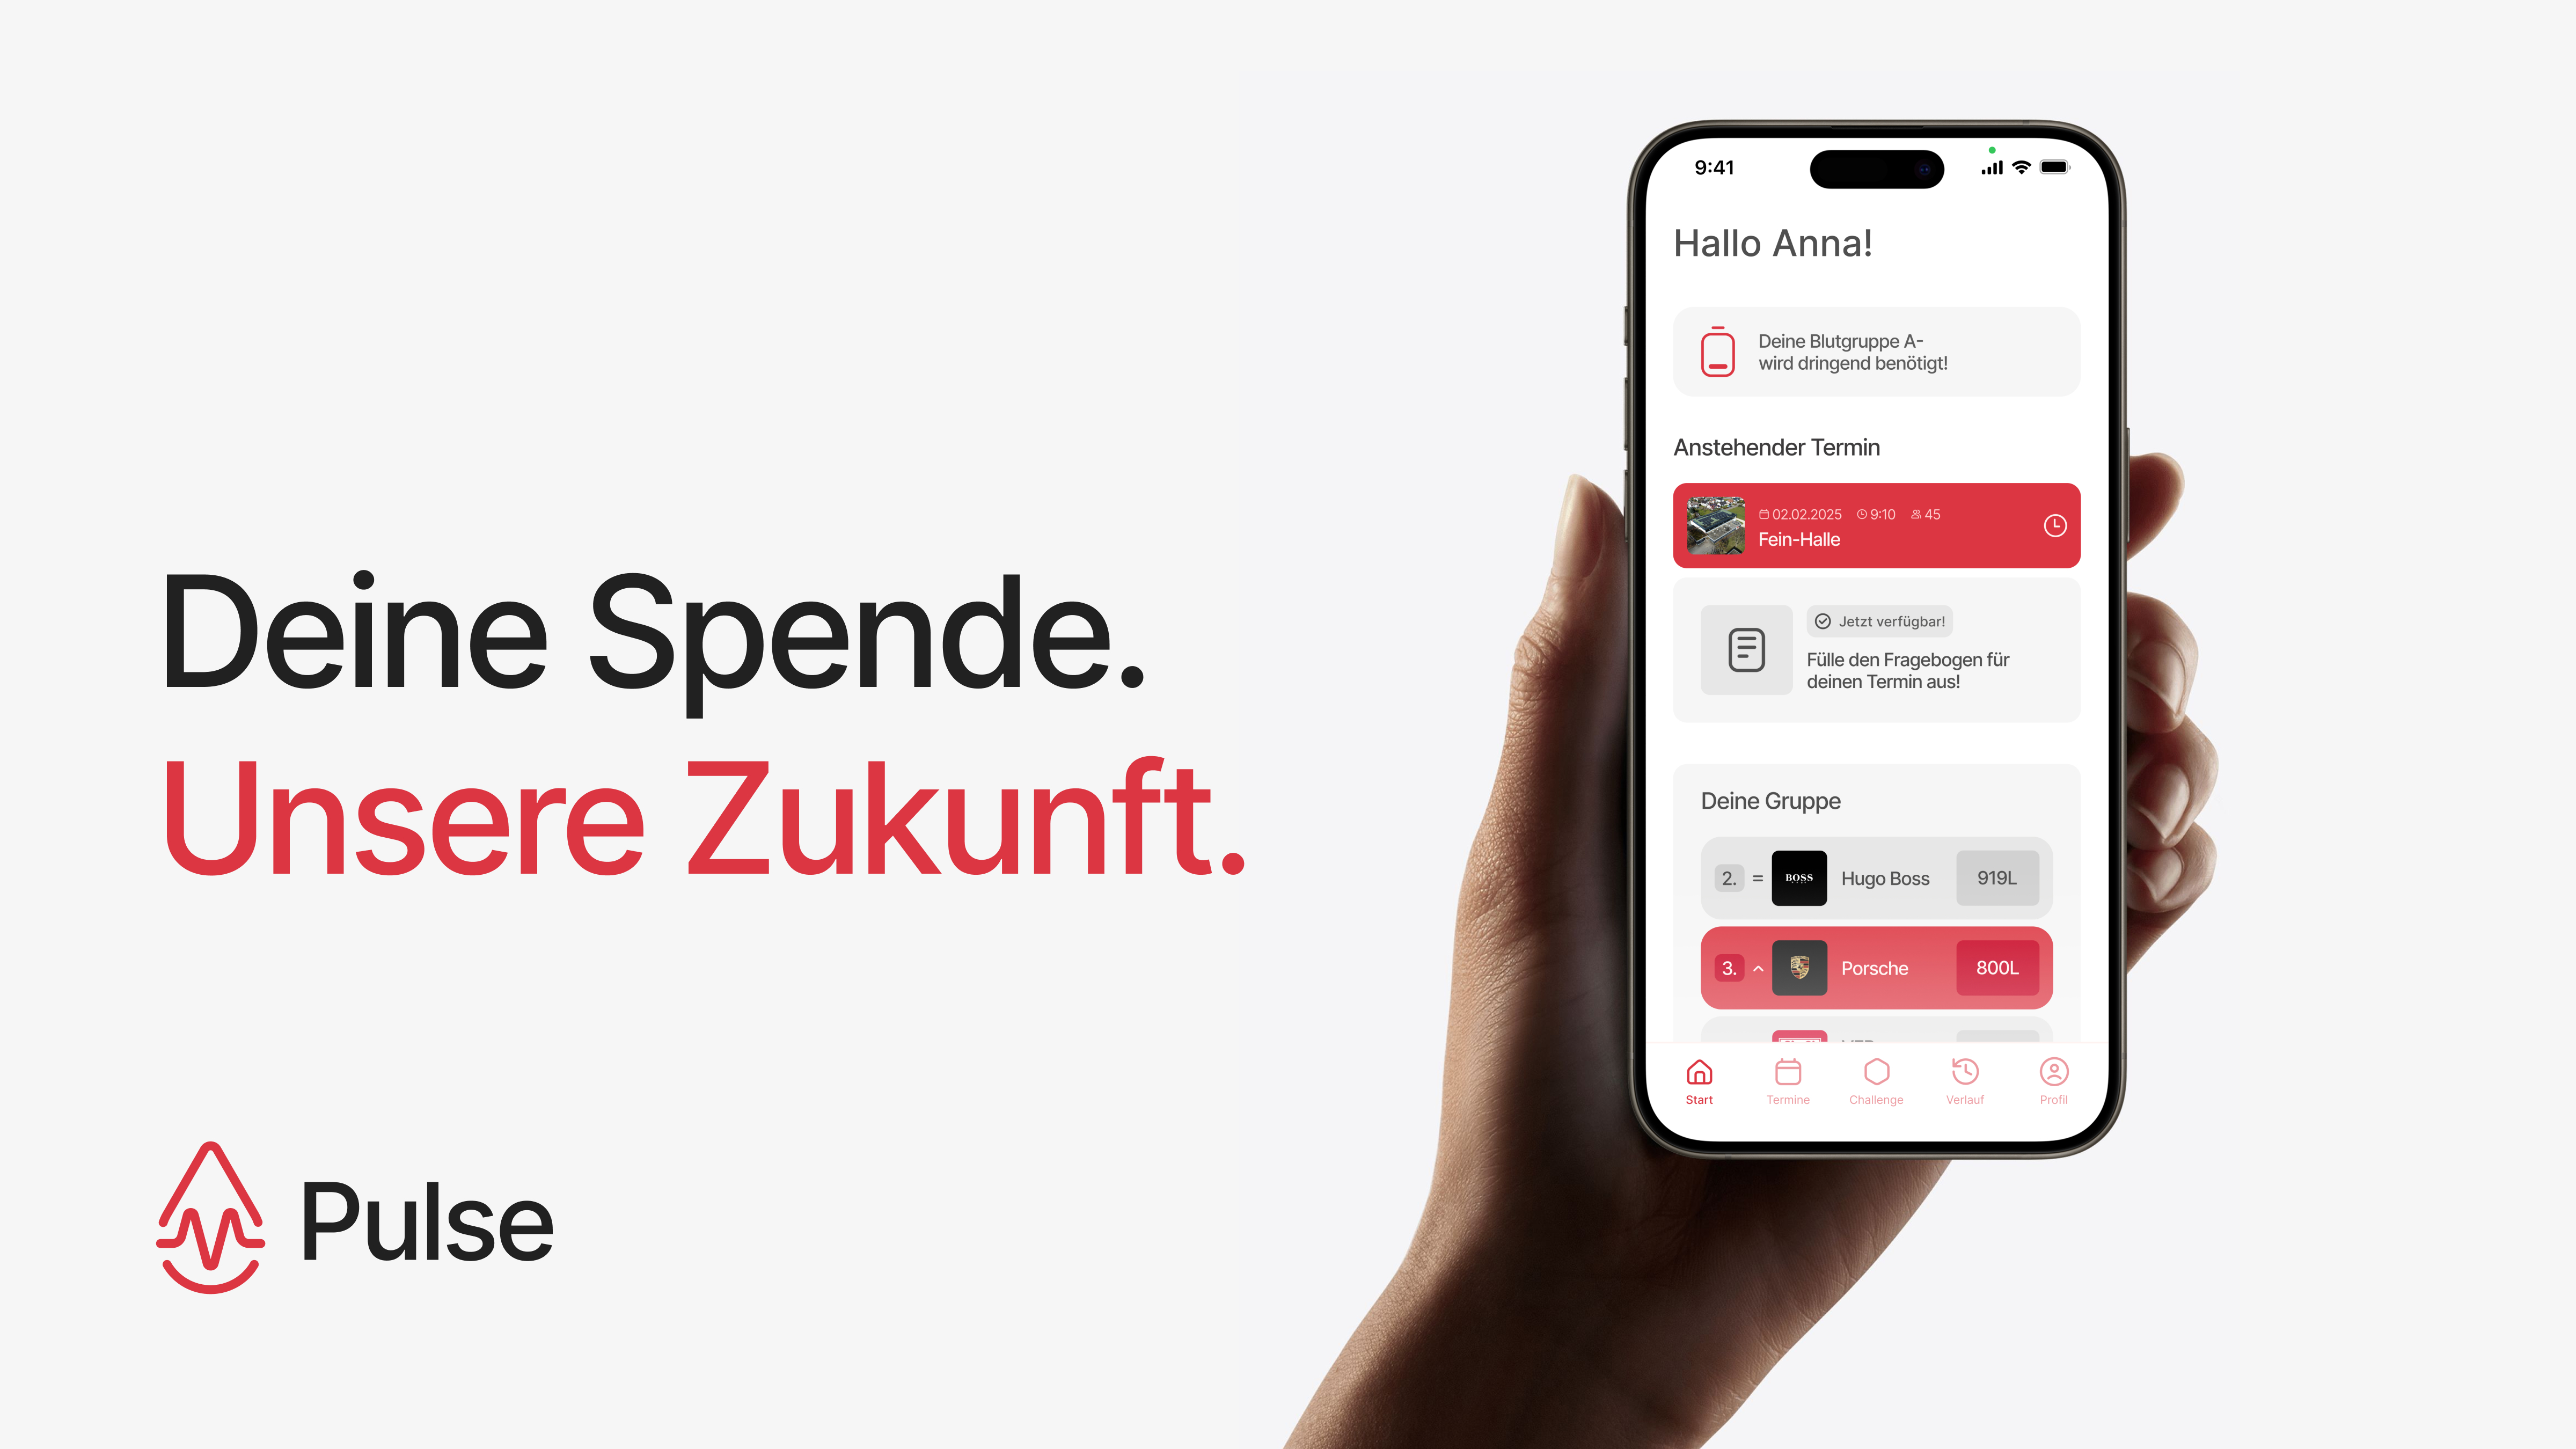 Deine Spende.
Unsere Zukunft.
Pulse
9:41
Hallo Anna!
Deine Blutgruppe A-
wird dringend benötigt!
Anstehender Termin
02.02.2025 9:10 45
Fein-Halle
Jetzt verfügbar!
Fülle den Fragebogen für
deinen Termin aus!
Deine Gruppe
2. = BOSS Hugo Boss 919L
3. Porsche 800L
Start Termine Challenge Verlauf Profil